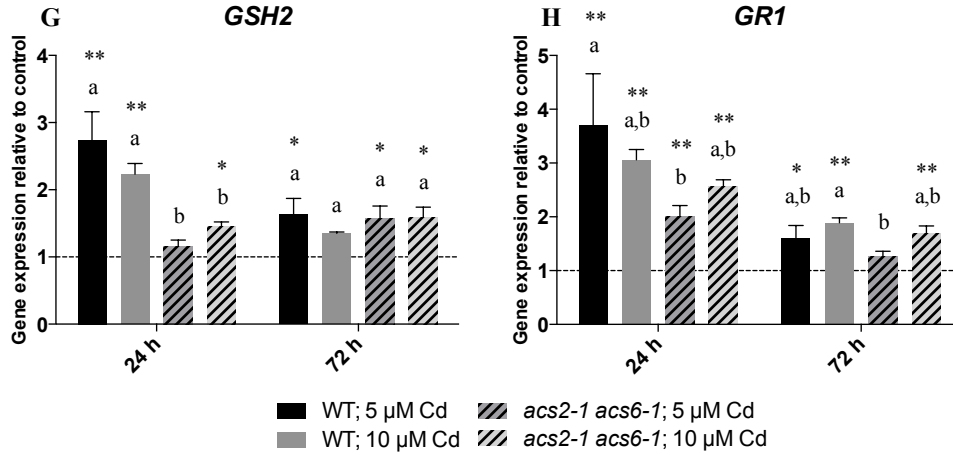 G
GSH2
Gene expression relative to control
4
3
2
1
0
**
a
**
a
b
*
b
*
a
a
*
a
*
a
24 h
72 h
H
GR1
Gene expression relative to control
5
4
3
2
1
0
**
a
**
a,b
**
b
**
a,b
*
a,b
**
a
b
**
a,b
24 h
72 h
WT; 5 µM Cd
WT; 10 µM Cd
acs2-1 acs6-1; 5 µM Cd
acs2-1 acs6-1; 10 µM Cd